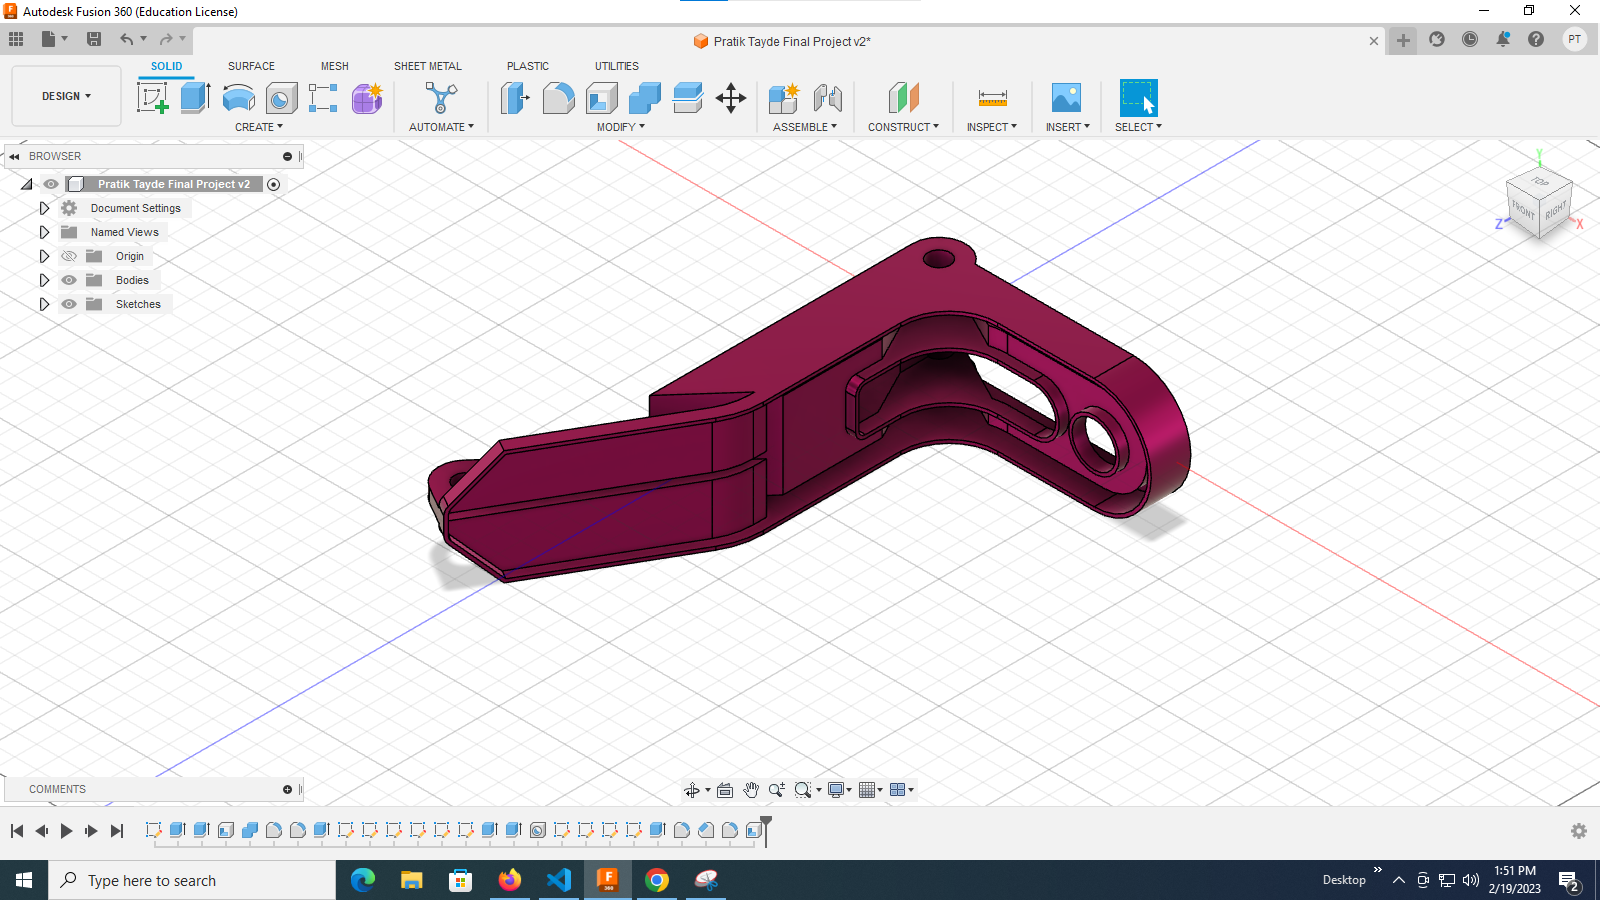 Autodesk Fusion 360 (Education License)
Pratik Tayde Final Project v2*
PT
DESIGN
SOLID SURFACE MESH SHEET METAL PLASTIC UTILITIES
CREATE AUTOMATE MODIFY ASSEMBLE CONSTRUCT INSPECT INSERT SELECT
BROWSER
Pratik Tayde Final Project v2
Document Settings
Named Views
Origin
Bodies
Sketches
Y
TOP
FRONT RIGHT
Z X
COMMENTS
Type here to search
F
360
Desktop
1:51 PM
2/19/2023
2